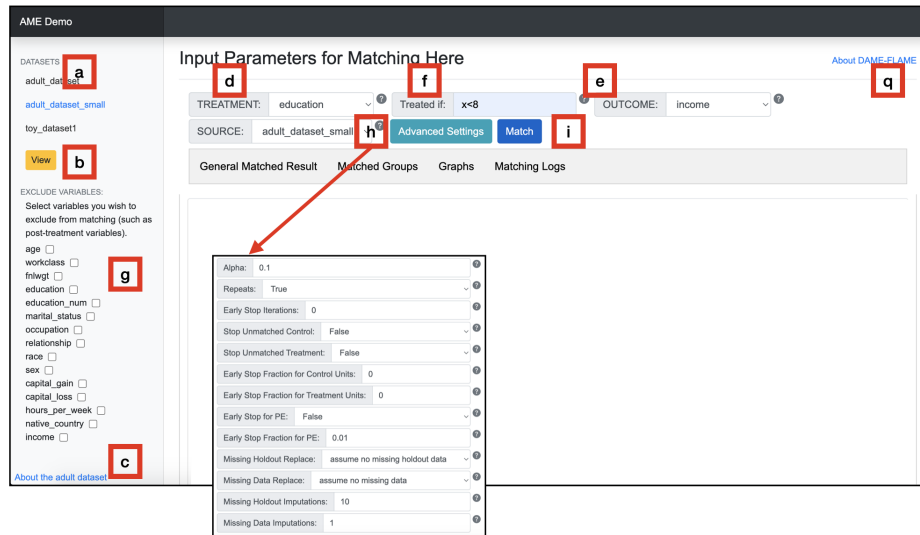 AME Demo
DATASETS
a
adult_dataset
adult_dataset_small
toy_dataset1
View
b
EXCLUDE VARIABLES:
Select variables you wish to
exclude from matching (such as
post-treatment variables).
age
workclass
fnlwgt
g
education
education_num
marital_status
occupation
relationship
race
sex
capital_gain
capital_loss
hours_per_week
native_country
income
c
About the adult dataset
Input Parameters for Matching Here
About DAME-FLAME
d
f
e
q
TREATMENT: education ? Treated if: x<8 ? OUTCOME: income ?
SOURCE: adult_dataset_small ? h Advanced Settings Match i
General Matched Result Matched Groups Graphs Matching Logs
Alpha: 0.1 ?
Repeats: True ?
Early Stop Iterations: 0 ?
Stop Unmatched Control: False ?
Stop Unmatched Treatment: False ?
Early Stop Fraction for Control Units: 0 ?
Early Stop Fraction for Treatment Units: 0 ?
Early Stop for PE: False ?
Early Stop Fraction for PE: 0.01 ?
Missing Holdout Replace: assume no missing holdout data ?
Missing Data Replace: assume no missing data ?
Missing Holdout Imputations: 10 ?
Missing Data Imputations: 1 ?